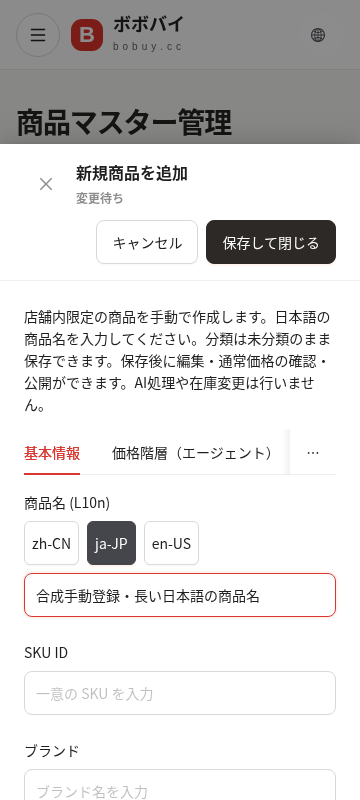 B
ボボバイ
bobuy.cc
商品マスター管理
新規商品を追加
変更待ち
キャンセル
保存して閉じる
店舗内限定の商品を手動で作成します。日本語の
商品名を入力してください。分類は未分類のまま
保存できます。保存後に編集・通常価格の確認・
公開ができます。AI処理や在庫変更は行いませ
ん。
基本情報
価格階層（エージェント）
…
商品名 (L10n)
zh-CN
ja-JP
en-US
合成手動登録・長い日本語の商品名
SKU ID
一意の SKU を入力
ブランド
ブランド名を入力